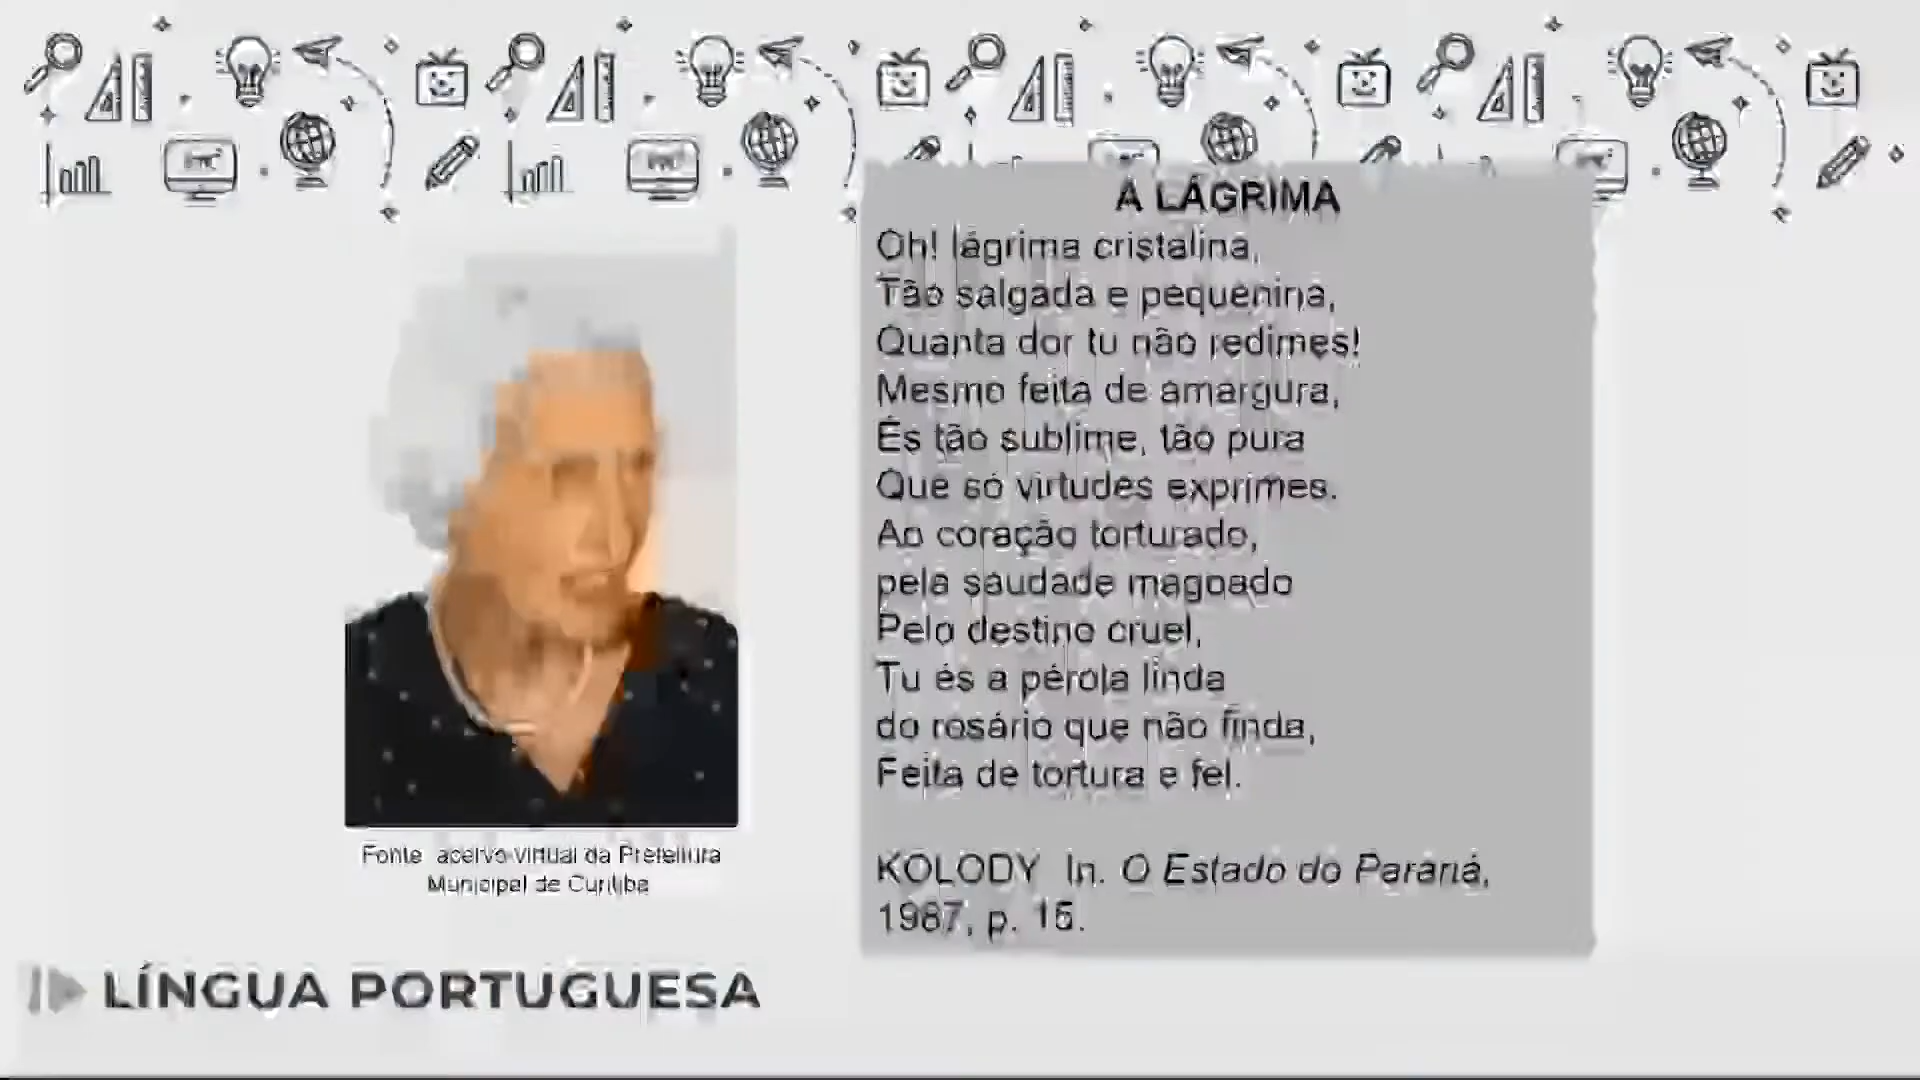 A LÁGRIMA
Oh! lágrima cristalina,
Tão salgada e pequenina,
Quanta dor tu não redimes!
Mesmo feita de amargura,
És tão sublime, tão pura
Que só virtudes exprimes.
Ao coração torturado,
pela saudade magoado
Pelo destino cruel,
Tu és a pérola linda
do rosário que não finda,
Feita de tortura e fel.
KOLODY In. O Estado do Paraná,
1987, p. 15.
Fonte acervo virtual da Prefeitura
Municipal de Curitiba
LÍNGUA PORTUGUESA